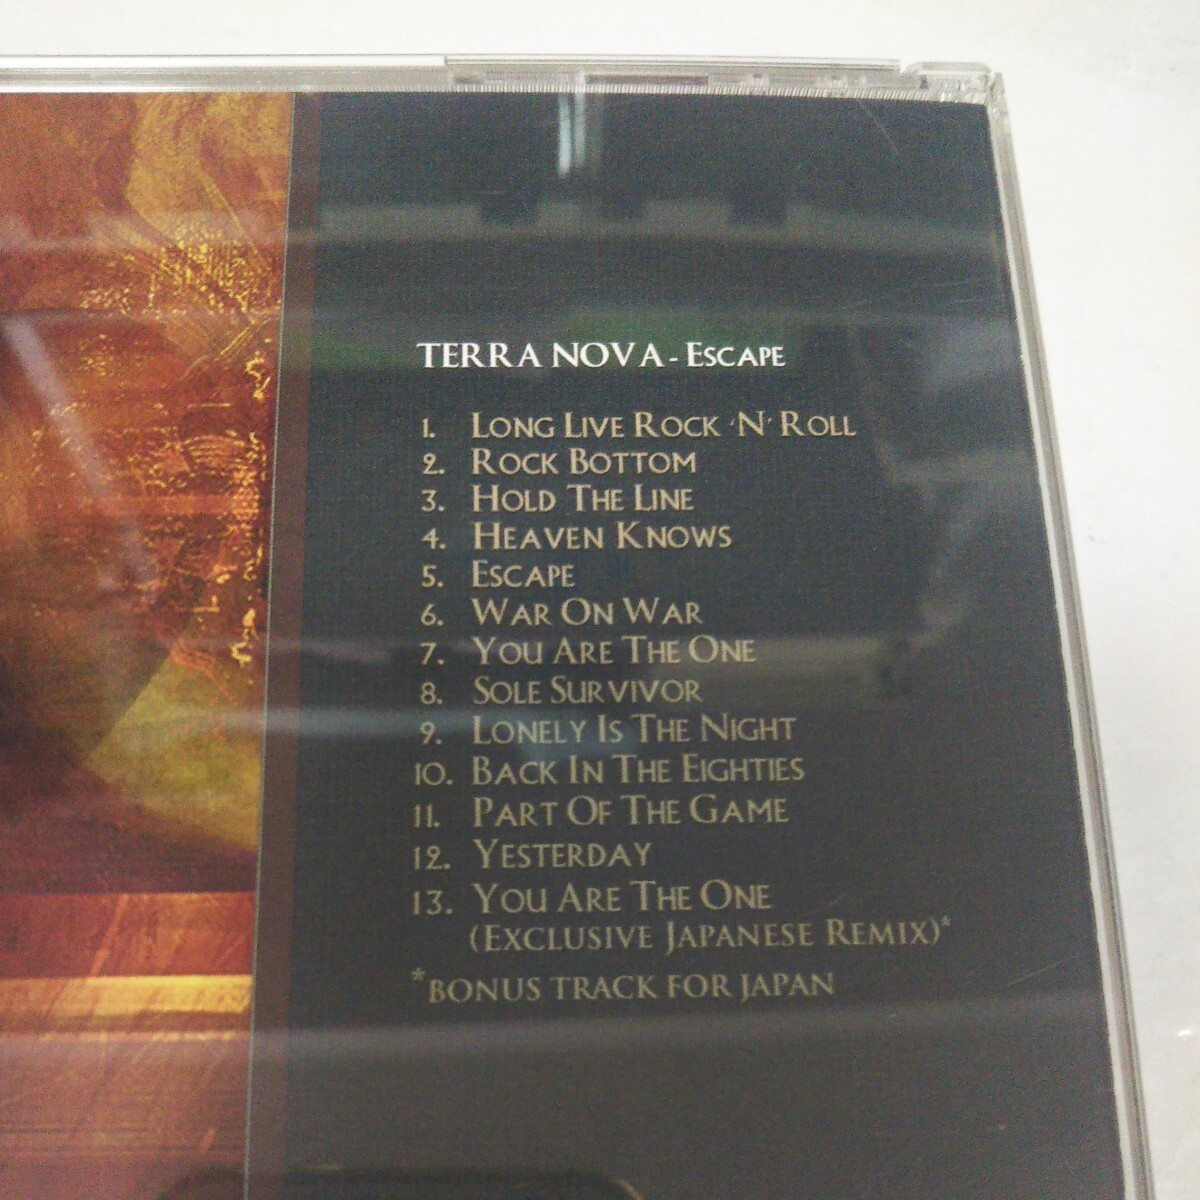 TERRA NOVA - ESCAPE
1. LONG LIVE ROCK 'N' ROLL
2. ROCK BOTTOM
3. HOLD THE LINE
4. HEAVEN KNOWS
5. ESCAPE
6. WAR ON WAR
7. YOU ARE THE ONE
8. SOLE SURVIVOR
9. LONELY IS THE NIGHT
10. BACK IN THE EIGHTIES
11. PART OF THE GAME
12. YESTERDAY
13. YOU ARE THE ONE
(EXCLUSIVE JAPANESE REMIX)*
*BONUS TRACK FOR JAPAN